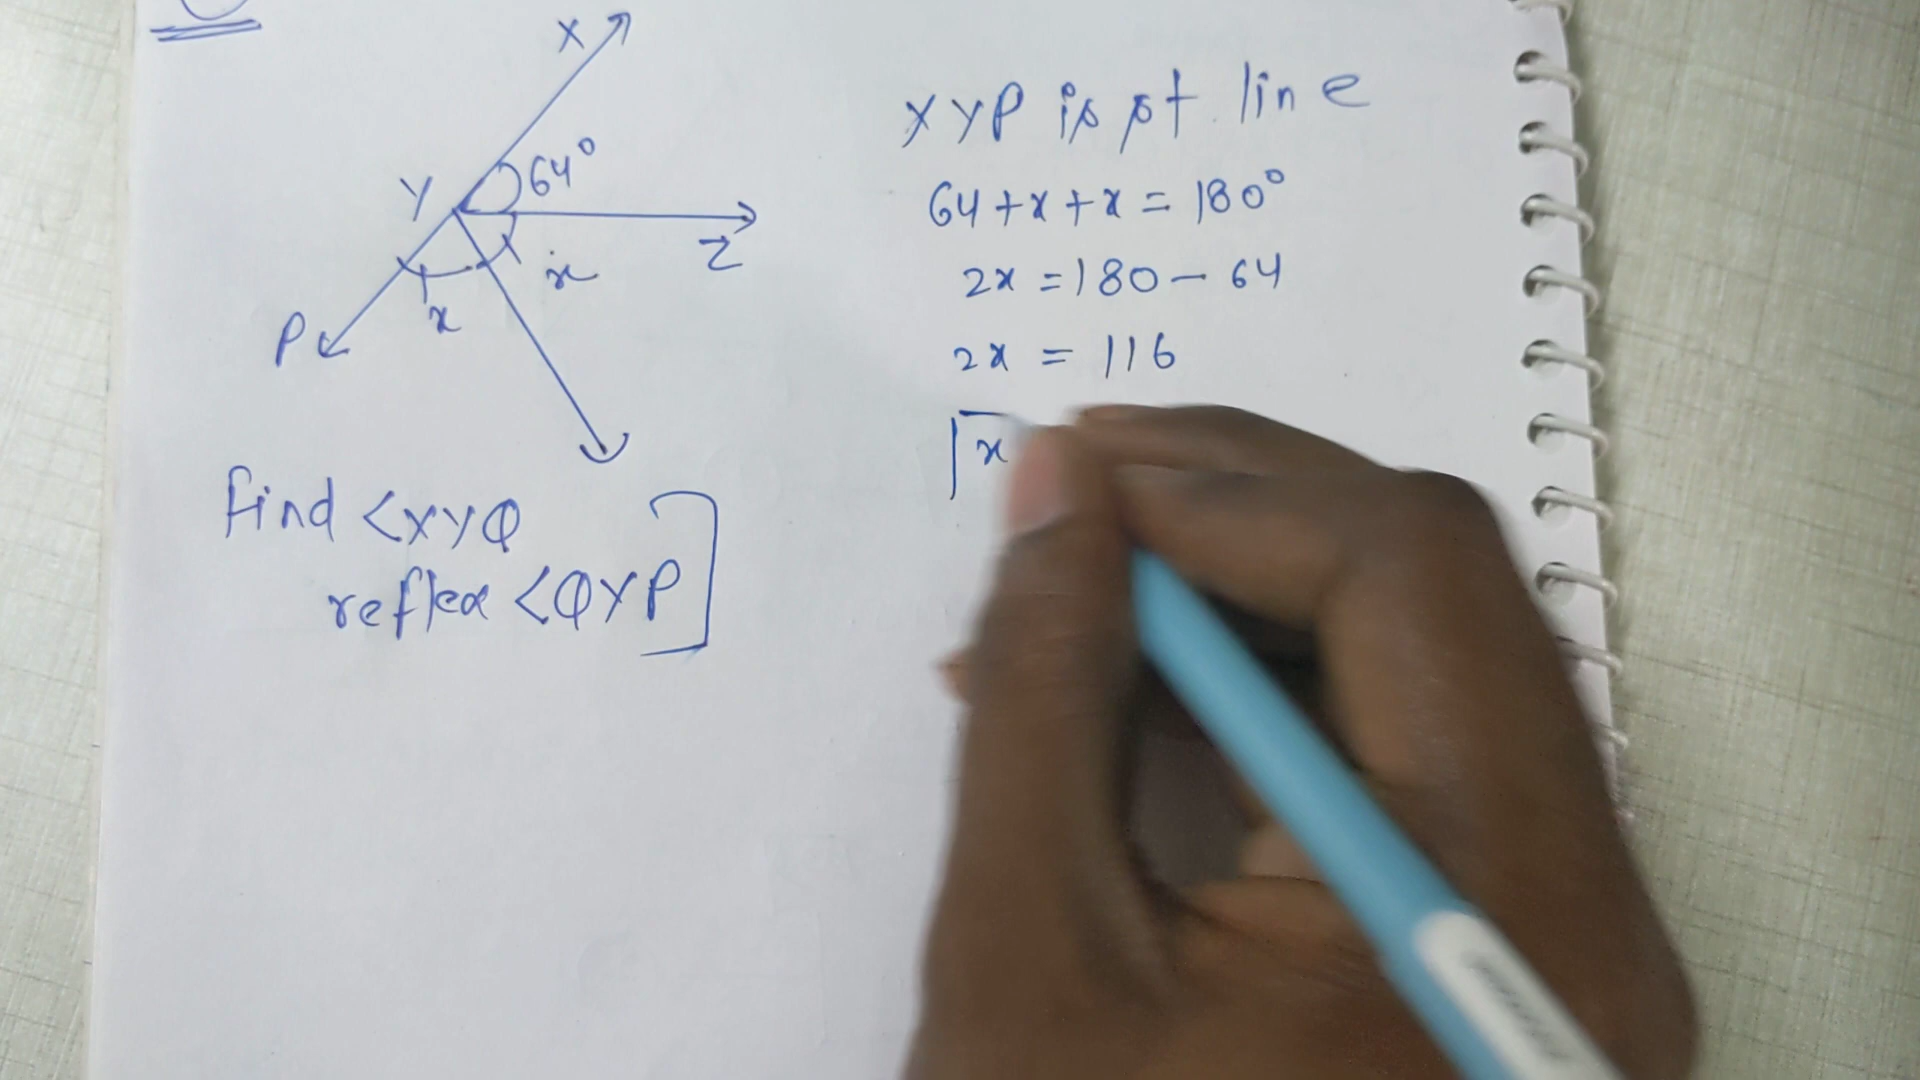 X
64°
Y
Z
x
x
P
Find <XYQ
reflex <QYP
XYP is st. line
64 + x + x = 180°
2x = 180 - 64
2x = 116
x